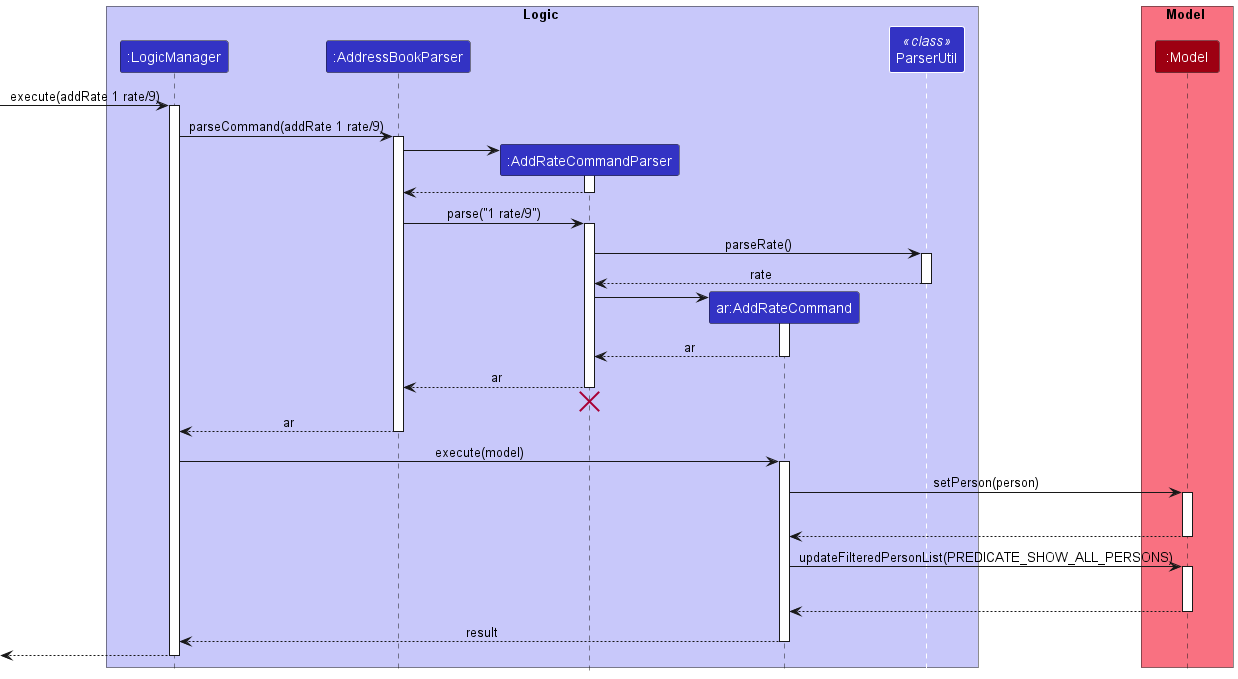 Logic
Model
«class»
:LogicManager
:AddressBookParser
ParserUtil
:Model
execute(addRate 1 rate/9)
parseCommand(addRate 1 rate/9)
:AddRateCommandParser
parse("1 rate/9")
parseRate()
rate
ar:AddRateCommand
ar
ar
ar
execute(model)
setPerson(person)
updateFilteredPersonList(PREDICATE_SHOW_ALL_PERSONS)
result